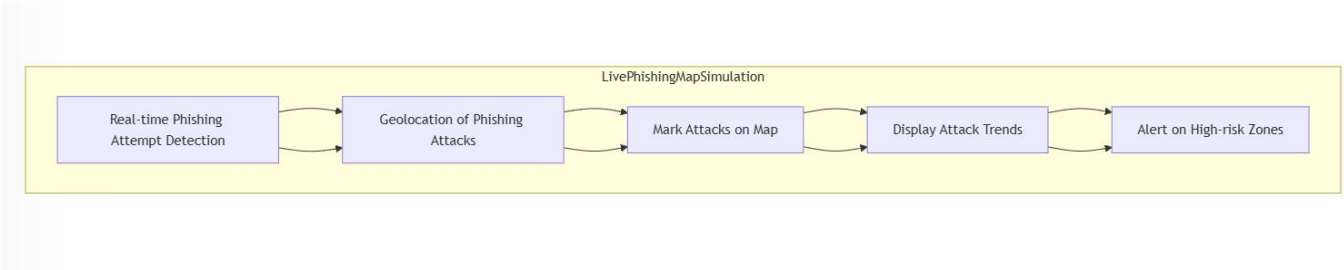 LivePhishingMapSimulation
Real-time Phishing
Attempt Detection
Geolocation of Phishing
Attacks
Mark Attacks on Map
Display Attack Trends
Alert on High-risk Zones